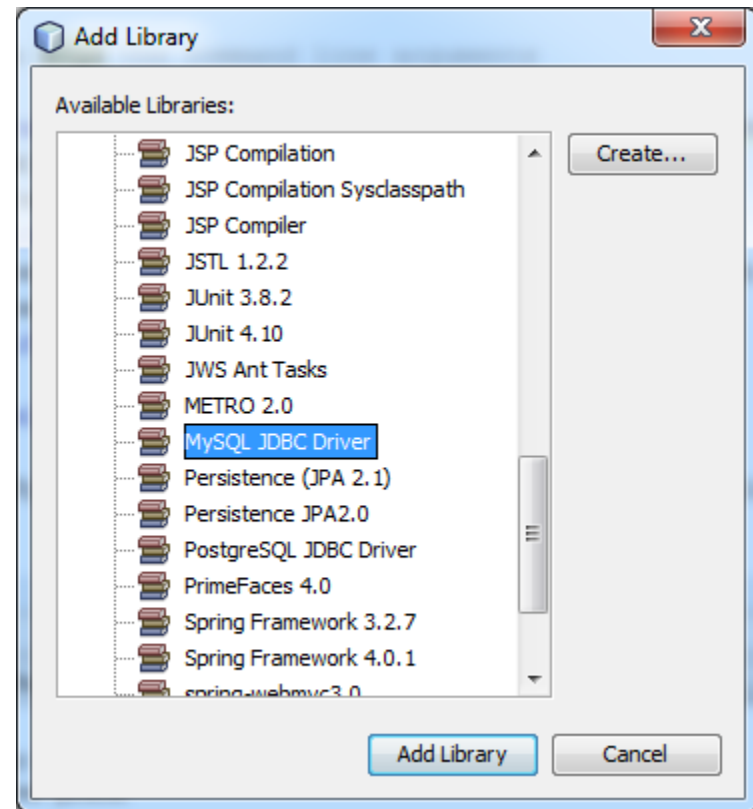 Add Library
Available Libraries:
JSP Compilation
Create...
JSP Compilation Sysclasspath
JSP Compiler
JSTL 1.2.2
JUnit 3.8.2
JUnit 4.10
JWS Ant Tasks
METRO 2.0
MySQL JDBC Driver
Persistence (JPA 2.1)
Persistence JPA2.0
PostgreSQL JDBC Driver
PrimeFaces 4.0
Spring Framework 3.2.7
Spring Framework 4.0.1
spring-webmvc3.0
Add Library
Cancel